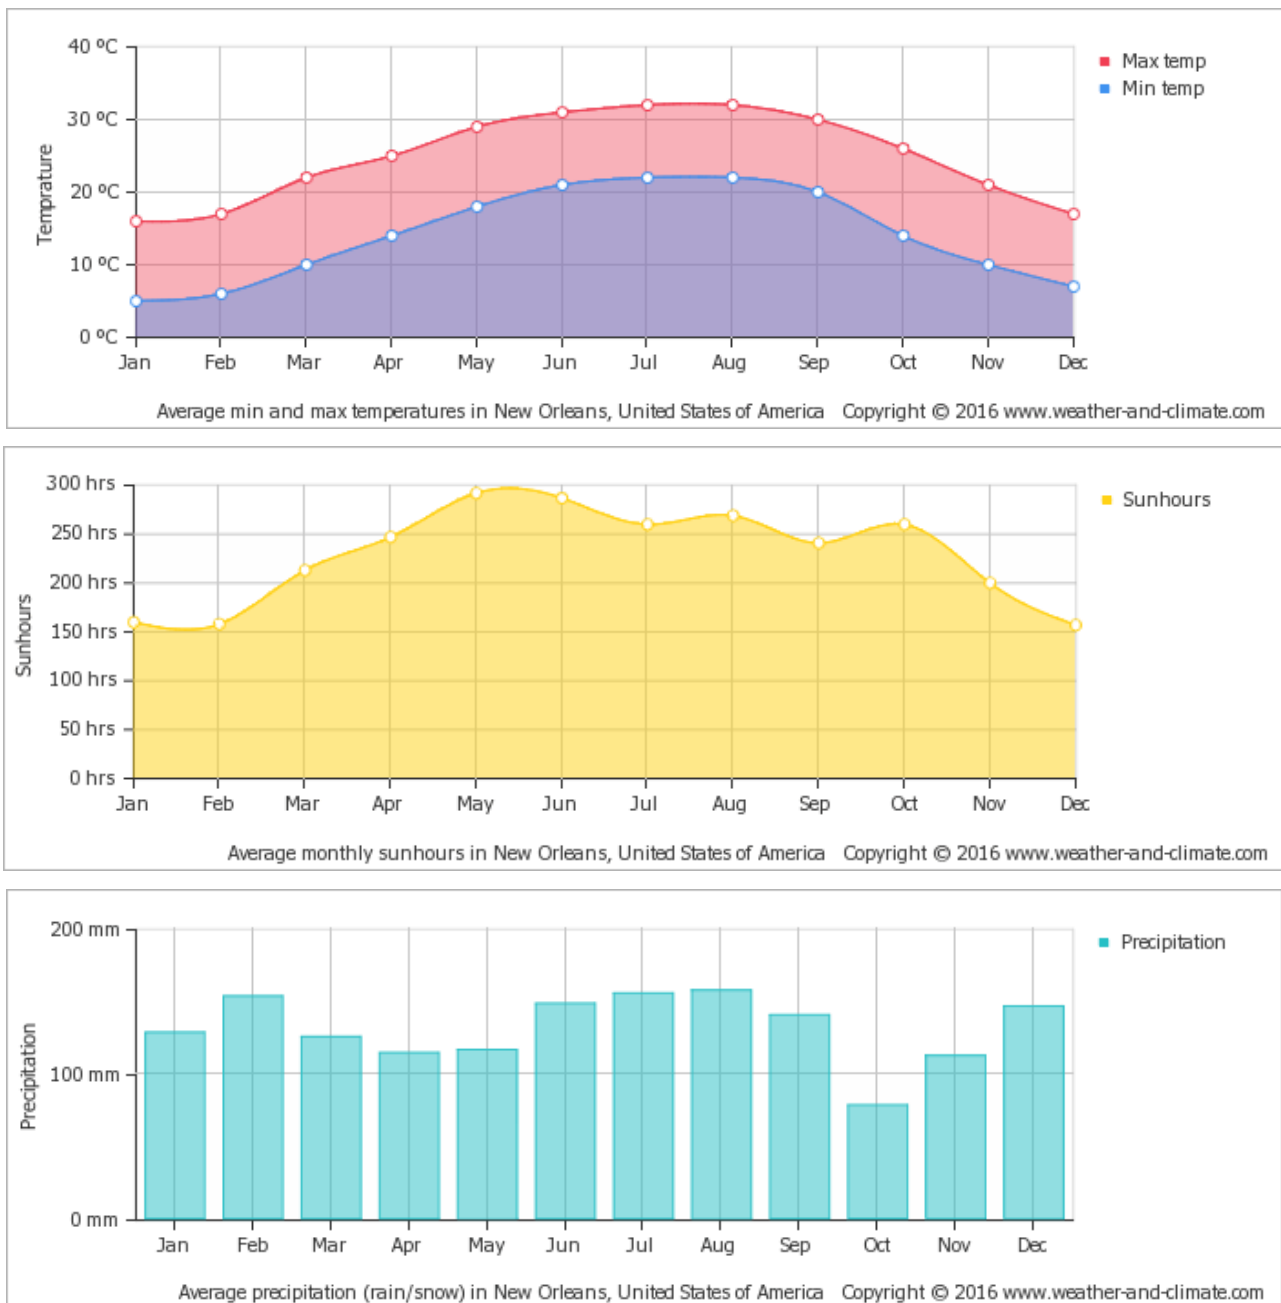 40 ºC
30 ºC
20 ºC
10 ºC
0 ºC
Temprature
Jan Feb Mar Apr May Jun Jul Aug Sep Oct Nov Dec
Max temp
Min temp
Average min and max temperatures in New Orleans, United States of America Copyright © 2016 www.weather-and-climate.com
300 hrs
250 hrs
200 hrs
150 hrs
100 hrs
50 hrs
0 hrs
Sunhours
Jan Feb Mar Apr May Jun Jul Aug Sep Oct Nov Dec
Sunhours
Average monthly sunhours in New Orleans, United States of America Copyright © 2016 www.weather-and-climate.com
200 mm
100 mm
0 mm
Precipitation
Jan Feb Mar Apr May Jun Jul Aug Sep Oct Nov Dec
Precipitation
Average precipitation (rain/snow) in New Orleans, United States of America Copyright © 2016 www.weather-and-climate.com